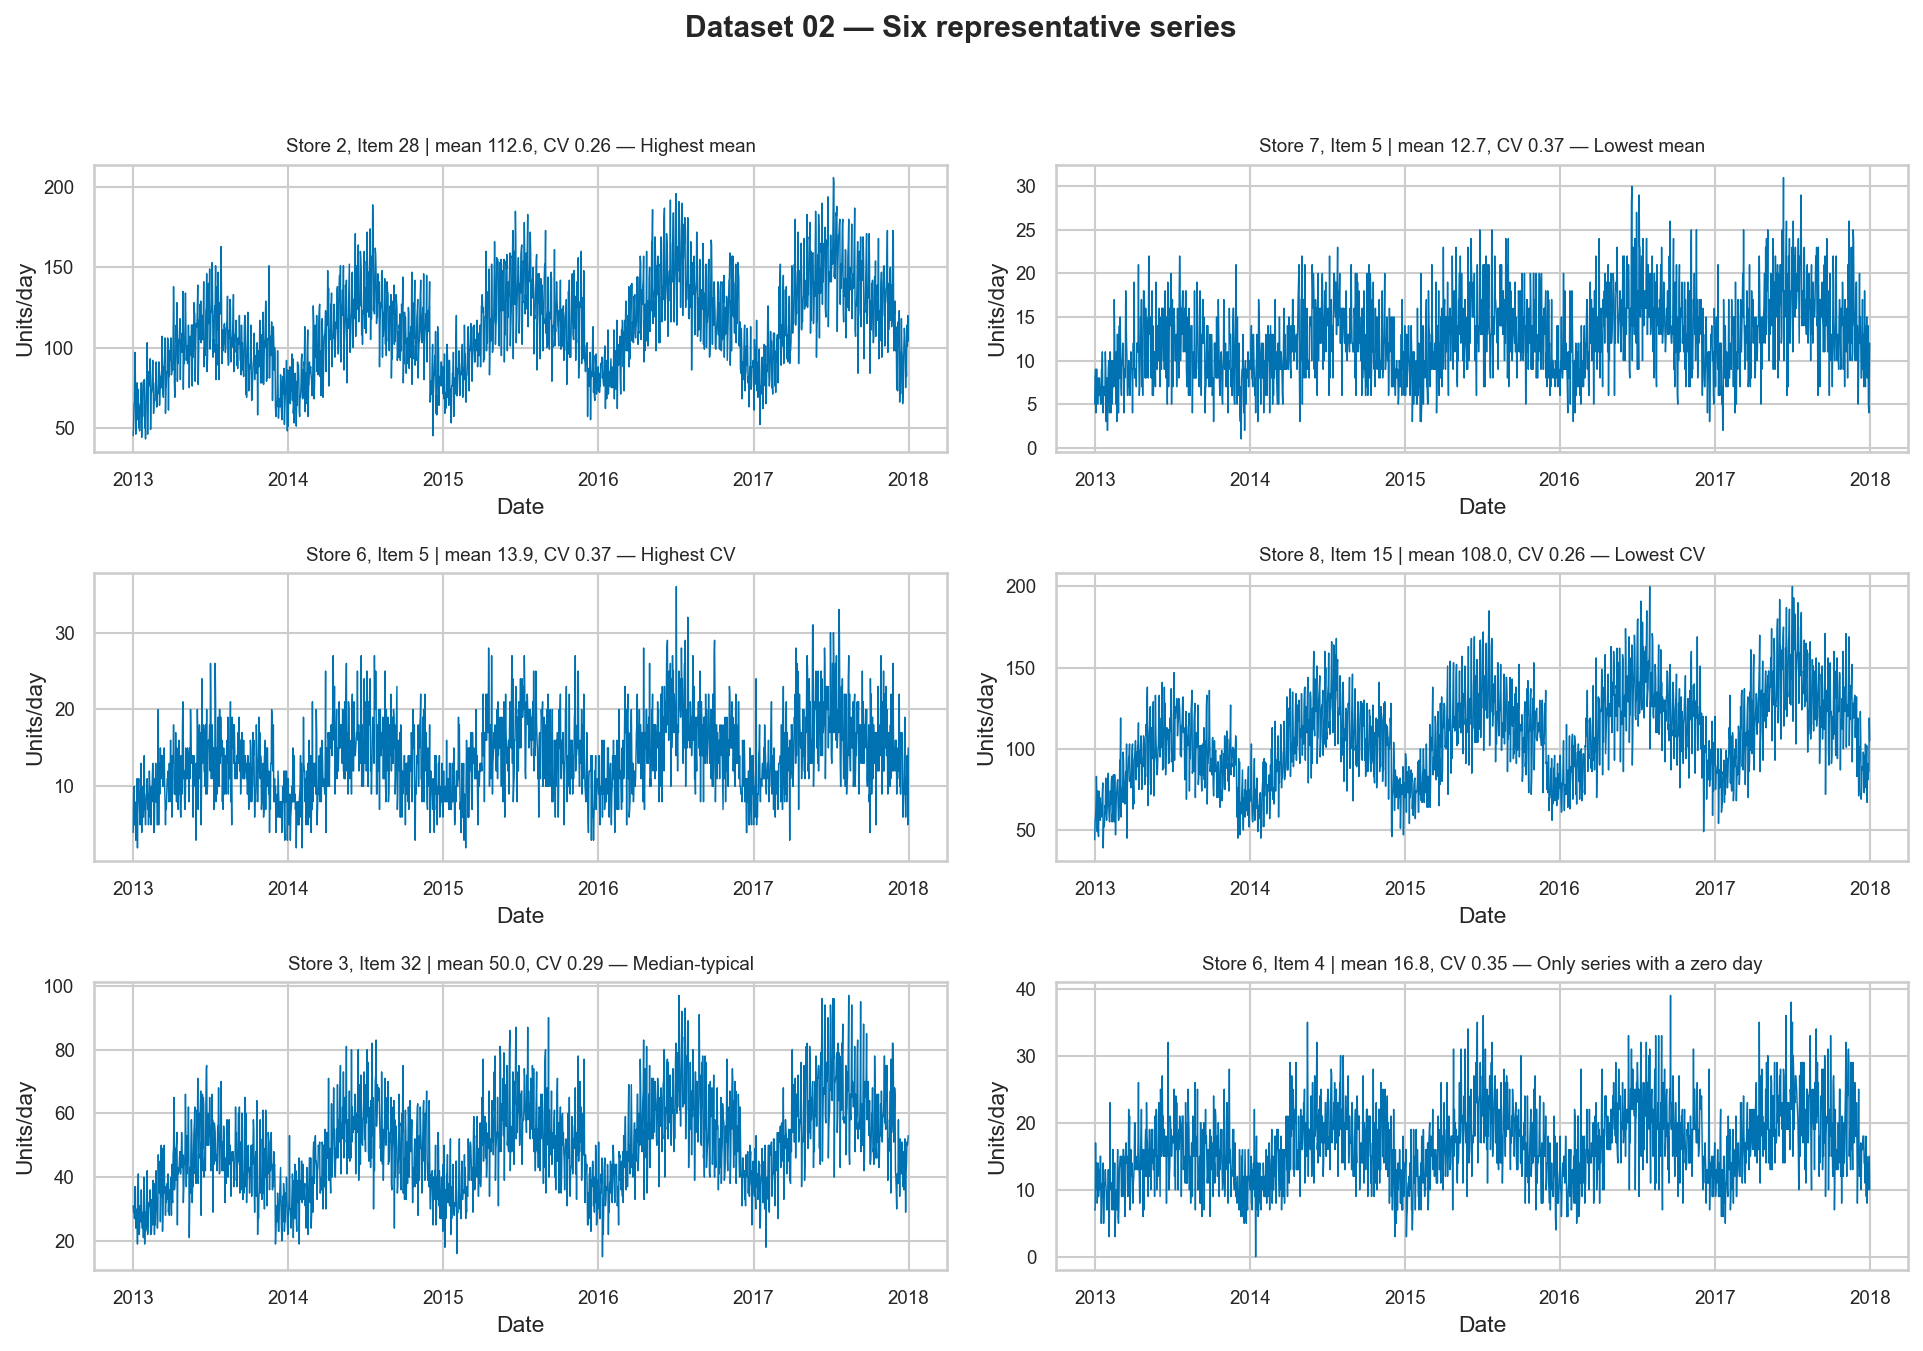 Dataset 02 — Six representative series
Store 2, Item 28 | mean 112.6, CV 0.26 — Highest mean
200
150
100
50
Units/day
2013 2014 2015 2016 2017 2018
Date
Store 7, Item 5 | mean 12.7, CV 0.37 — Lowest mean
30
25
20
15
10
5
0
Units/day
2013 2014 2015 2016 2017 2018
Date
Store 6, Item 5 | mean 13.9, CV 0.37 — Highest CV
30
20
10
Units/day
2013 2014 2015 2016 2017 2018
Date
Store 8, Item 15 | mean 108.0, CV 0.26 — Lowest CV
200
150
100
50
Units/day
2013 2014 2015 2016 2017 2018
Date
Store 3, Item 32 | mean 50.0, CV 0.29 — Median-typical
100
80
60
40
20
Units/day
2013 2014 2015 2016 2017 2018
Date
Store 6, Item 4 | mean 16.8, CV 0.35 — Only series with a zero day
40
30
20
10
0
Units/day
2013 2014 2015 2016 2017 2018
Date